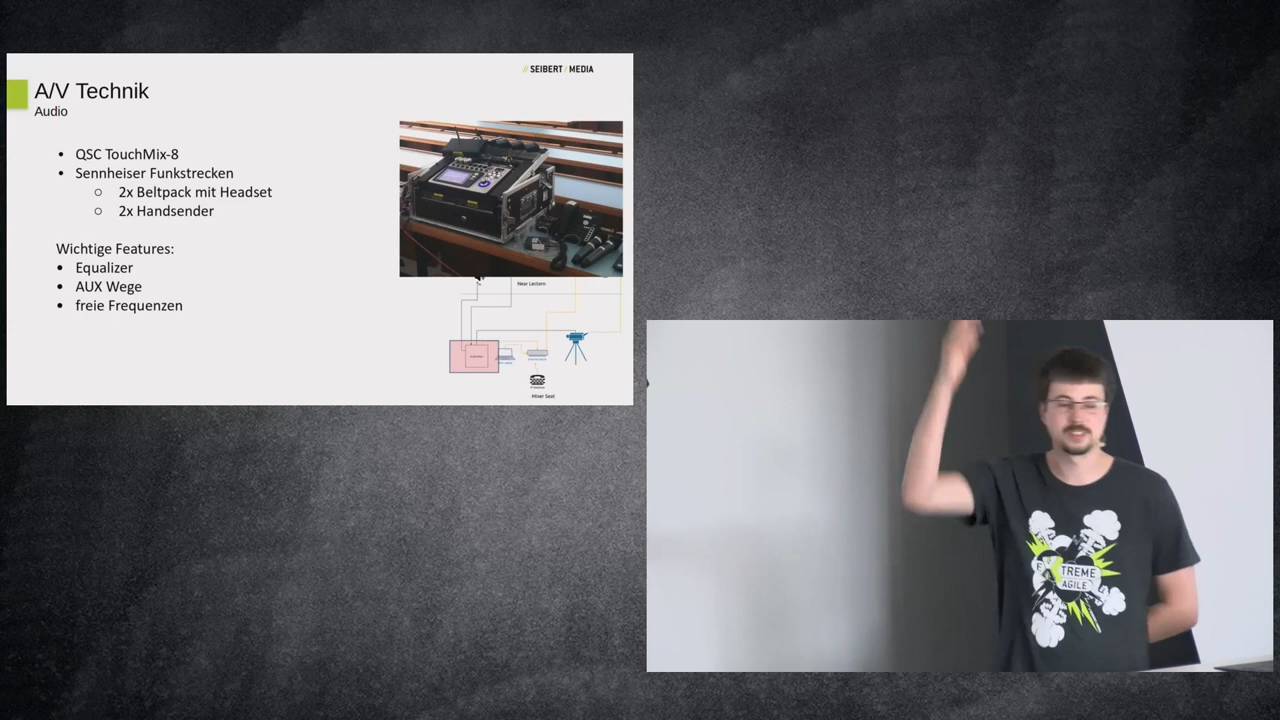 // SEIBERT / MEDIA
A/V Technik
Audio
• QSC TouchMix-8
• Sennheiser Funkstrecken
○ 2x Beltpack mit Headset
○ 2x Handsender
Wichtige Features:
• Equalizer
• AUX Wege
• freie Frequenzen
Near Lectern
Mixer Seat
TREME
AGILE